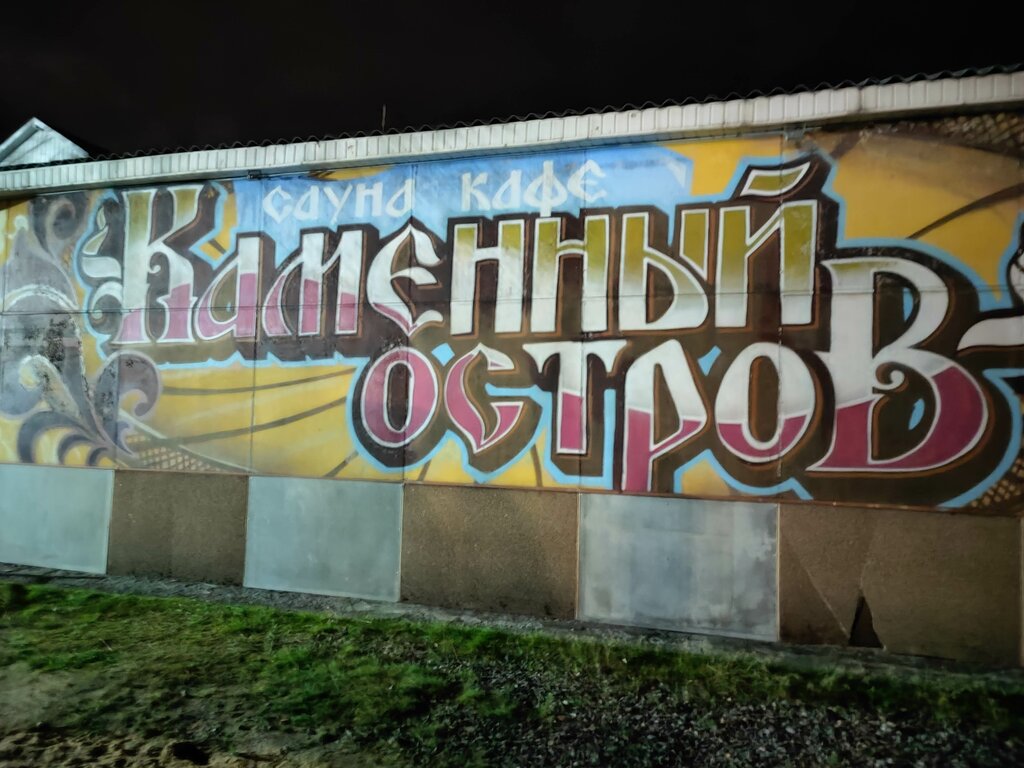 сауна кафе
Каменный
остров